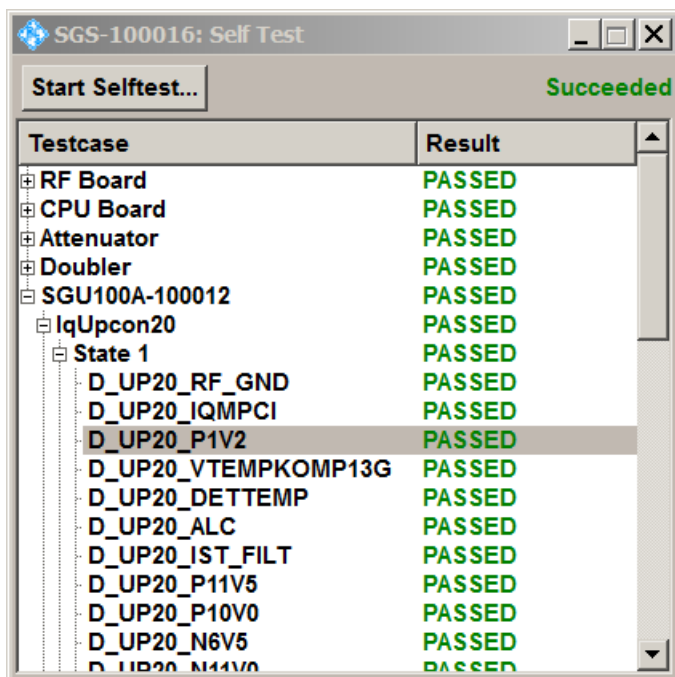 SGS-100016: Self Test
Start Selftest... Succeeded
Testcase Result
RF Board PASSED
CPU Board PASSED
Attenuator PASSED
Doubler PASSED
SGU100A-100012 PASSED
IqUpcon20 PASSED
State 1 PASSED
D_UP20_RF_GND PASSED
D_UP20_IQMPCI PASSED
D_UP20_P1V2 PASSED
D_UP20_VTEMPKOMP13G PASSED
D_UP20_DETTEMP PASSED
D_UP20_ALC PASSED
D_UP20_IST_FILT PASSED
D_UP20_P11V5 PASSED
D_UP20_P10V0 PASSED
D_UP20_N6V5 PASSED
D_UP20_N11V0 PASSED